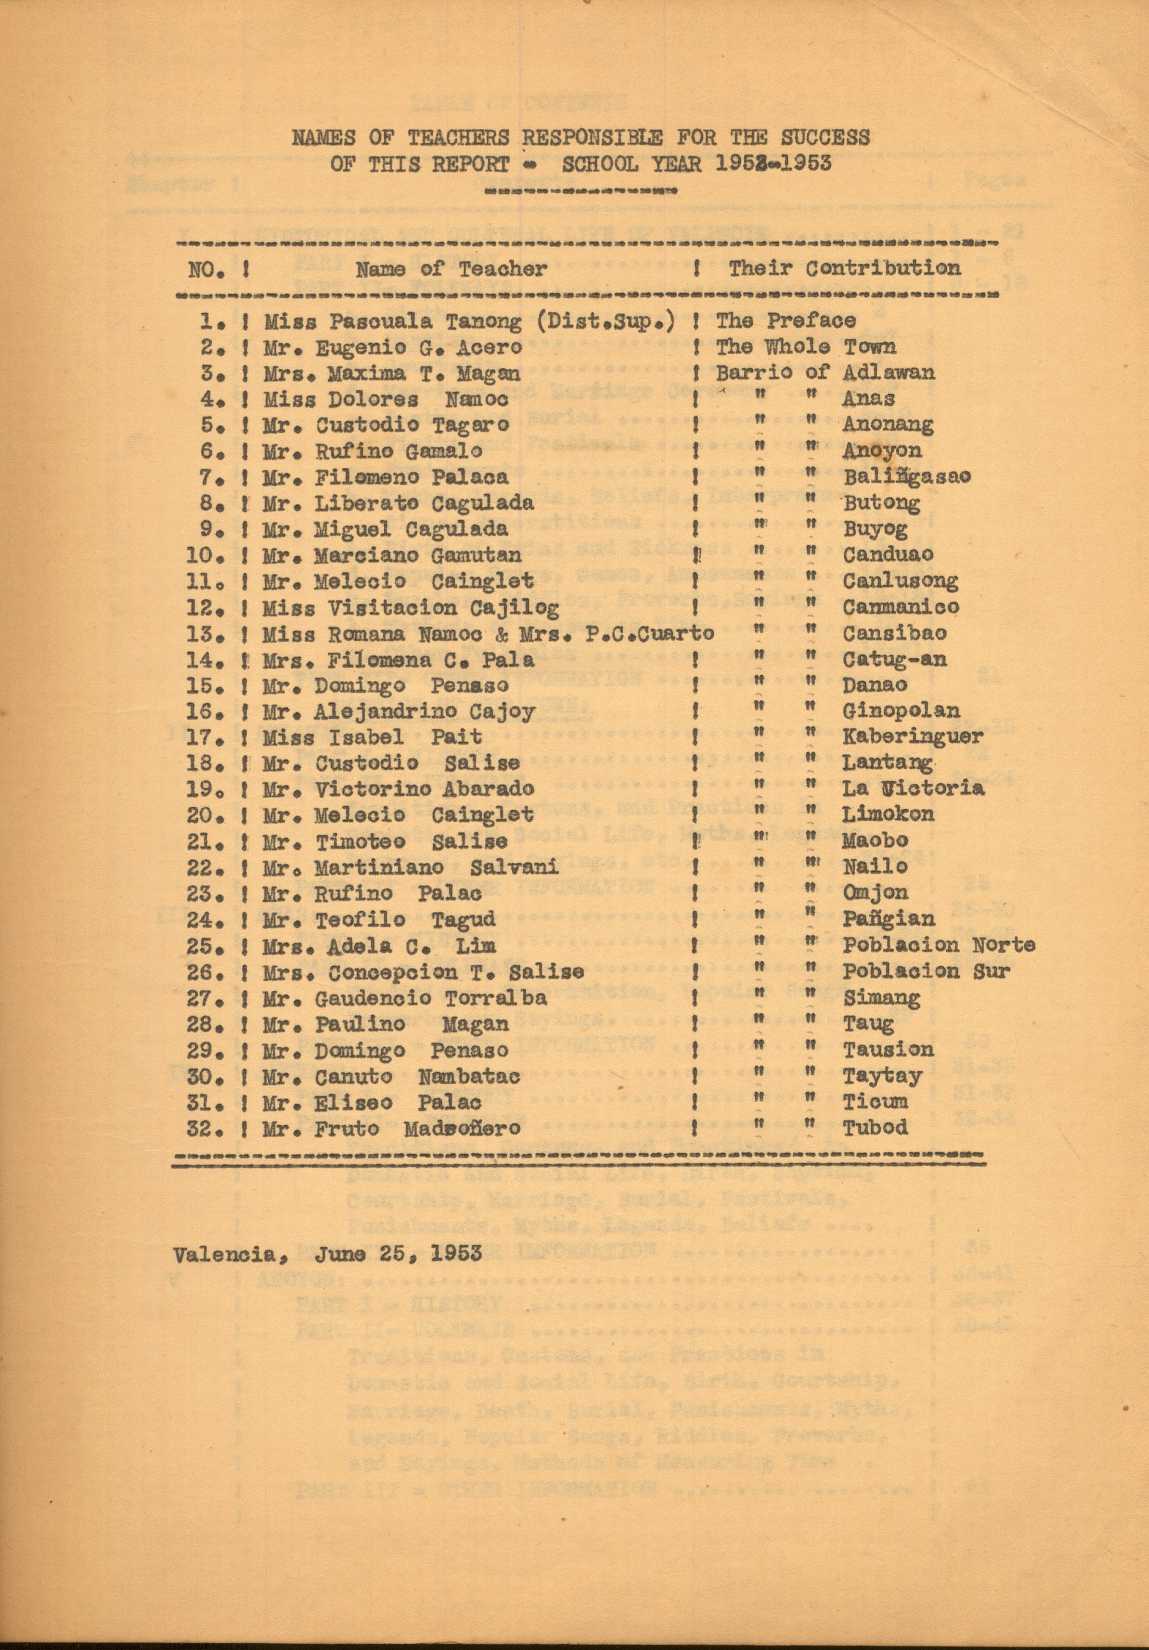 NAMES OF TEACHERS RESPONSIBLE FOR THE SUCCESS
OF THIS REPORT - SCHOOL YEAR 1952-1953
NO. ! Name of Teacher ! Their Contribution
1. ! Miss Pascuala Tanong (Dist.Sup.) ! The Preface
2. ! Mr. Eugenio G. Acero ! The Whole Town
3. ! Mrs. Maxima T. Magan ! Barrio of Adlawan
4. ! Miss Dolores Namoc ! " " Anas
5. ! Mr. Custodio Tagaro ! " " Anonang
6. ! Mr. Rufino Gamalo ! " " Anoyon
7. ! Mr. Filomeno Palaca ! " " Baliñgasao
8. ! Mr. Liberato Cagulada ! " " Butong
9. ! Mr. Miguel Cagulada ! " " Buyog
10. ! Mr. Marciano Gamutan ! " " Canduao
11. ! Mr. Melecio Cainglet ! " " Canlusong
12. ! Miss Visitacion Cajilog ! " " Canmanico
13. ! Miss Romana Namoc & Mrs. P.C.Cuarto " " Cansibao
14. ! Mrs. Filomena C. Pala ! " " Catug-an
15. ! Mr. Domingo Penaso ! " " Danao
16. ! Mr. Alejandrino Cajoy ! " " Ginopolan
17. ! Miss Isabel Pait ! " " Kaberinguer
18. ! Mr. Custodio Salise ! " " Lantang
19. ! Mr. Victorino Abarado ! " " La Victoria
20. ! Mr. Melecio Cainglet ! " " Limokon
21. ! Mr. Timoteo Salise ! " " Maobo
22. ! Mr. Martiniano Salvani ! " " Nailo
23. ! Mr. Rufino Palac ! " " Omjon
24. ! Mr. Teofilo Tagud ! " " Pañgian
25. ! Mrs. Adela C. Lim ! " " Poblacion Norte
26. ! Mrs. Concepcion T. Salise ! " " Poblacion Sur
27. ! Mr. Gaudencio Torralba ! " " Simang
28. ! Mr. Paulino Magan ! " " Taug
29. ! Mr. Domingo Penaso ! " " Tausion
30. ! Mr. Canuto Nambatac ! " " Taytay
31. ! Mr. Eliseo Palac ! " " Ticum
32. ! Mr. Fruto Madroñero ! " " Tubod
Valencia, June 25, 1953